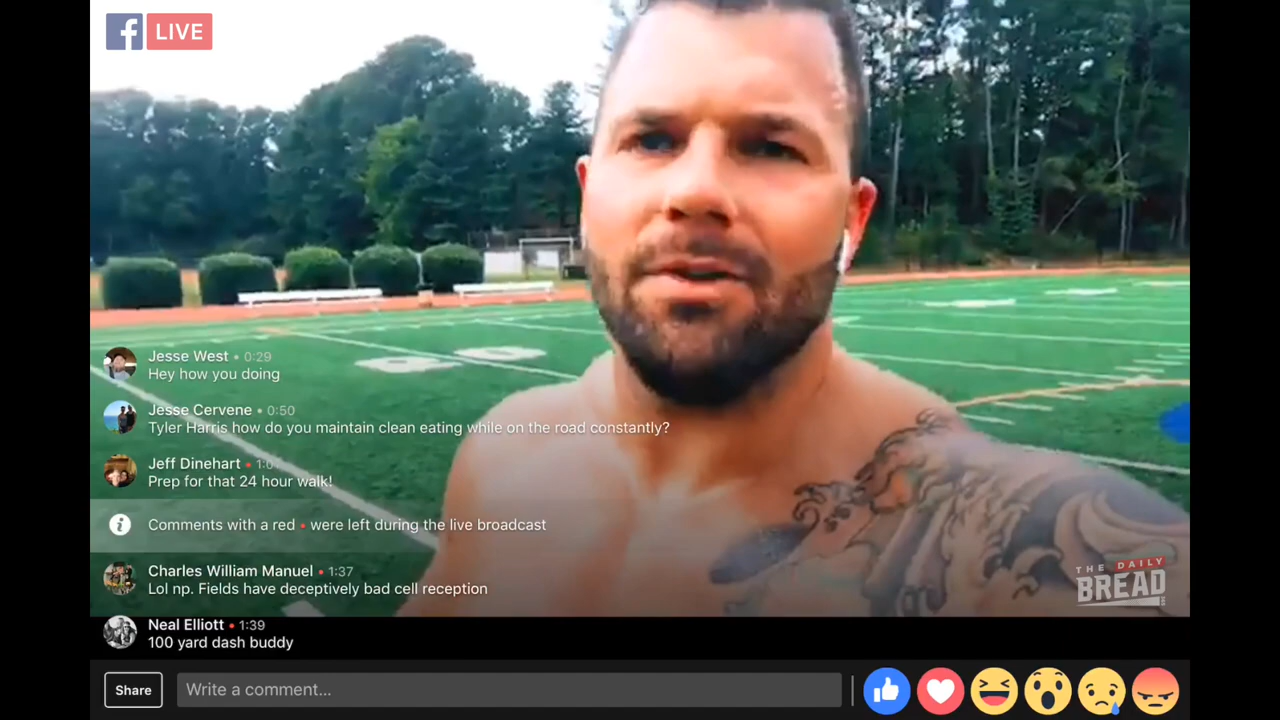 f LIVE
Jesse West • 0:29
Hey how you doing
Jesse Cervene • 0:50
Tyler Harris how do you maintain clean eating while on the road constantly?
Jeff Dinehart •
Prep for that 24 hour walk!
i Comments with a red • were left during the live broadcast
Charles William Manuel • 1:37
Lol np. Fields have deceptively bad cell reception
THE DAILY
BREAD
Neal Elliott • 1:39
100 yard dash buddy
Share
Write a comment...